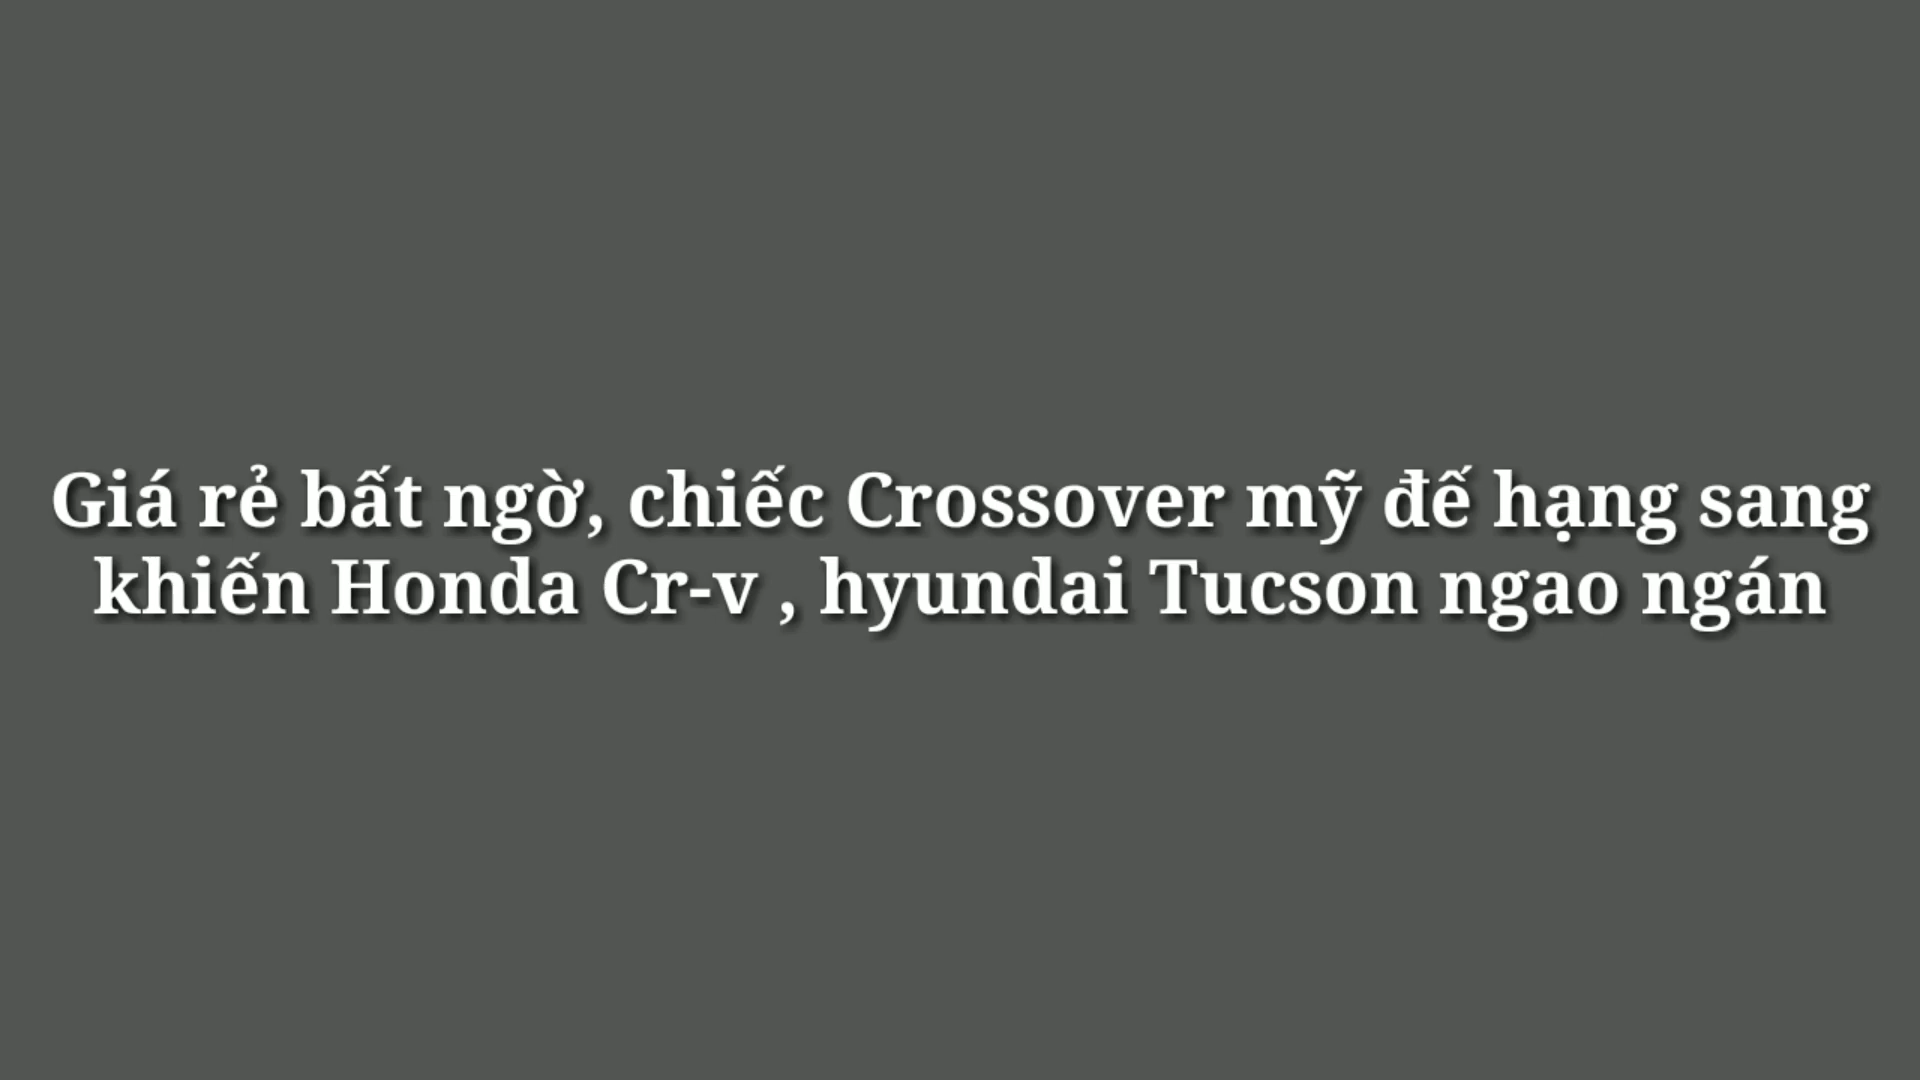 Giá rẻ bất ngờ, chiếc Crossover mỹ đế hạng sang
khiến Honda Cr-v , hyundai Tucson ngao ngán